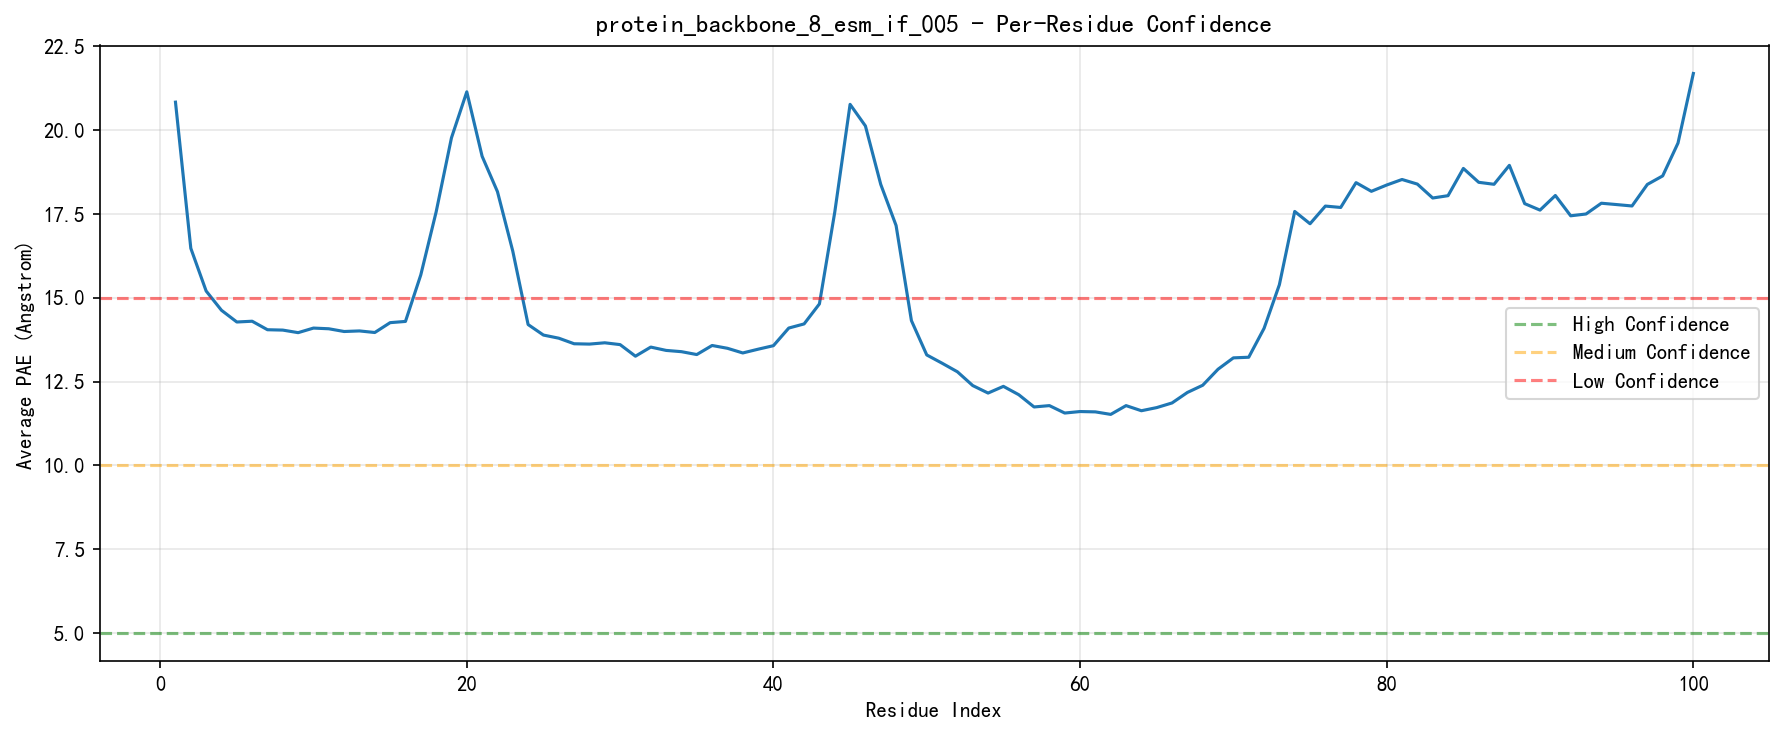 protein_backbone_8_esm_if_005 - Per-Residue Confidence
Average PAE (Angstrom)
22.5
20.0
17.5
15.0
12.5
10.0
7.5
5.0
High Confidence
Medium Confidence
Low Confidence
0 20 40 60 80 100
Residue Index